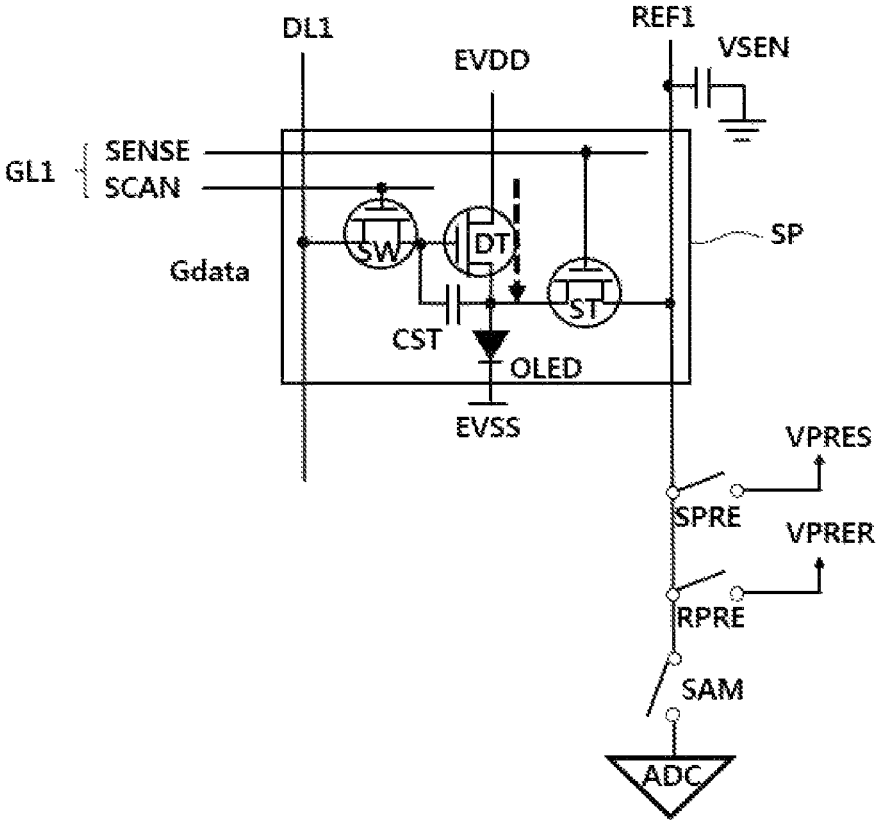 DL1
REF1
VSEN
EVDD
GL1
SENSE
SCAN
SP
SW
DT
Gdata
ST
CST
OLED
EVSS
VPRES
SPRE
VPRER
RPRE
SAM
ADC